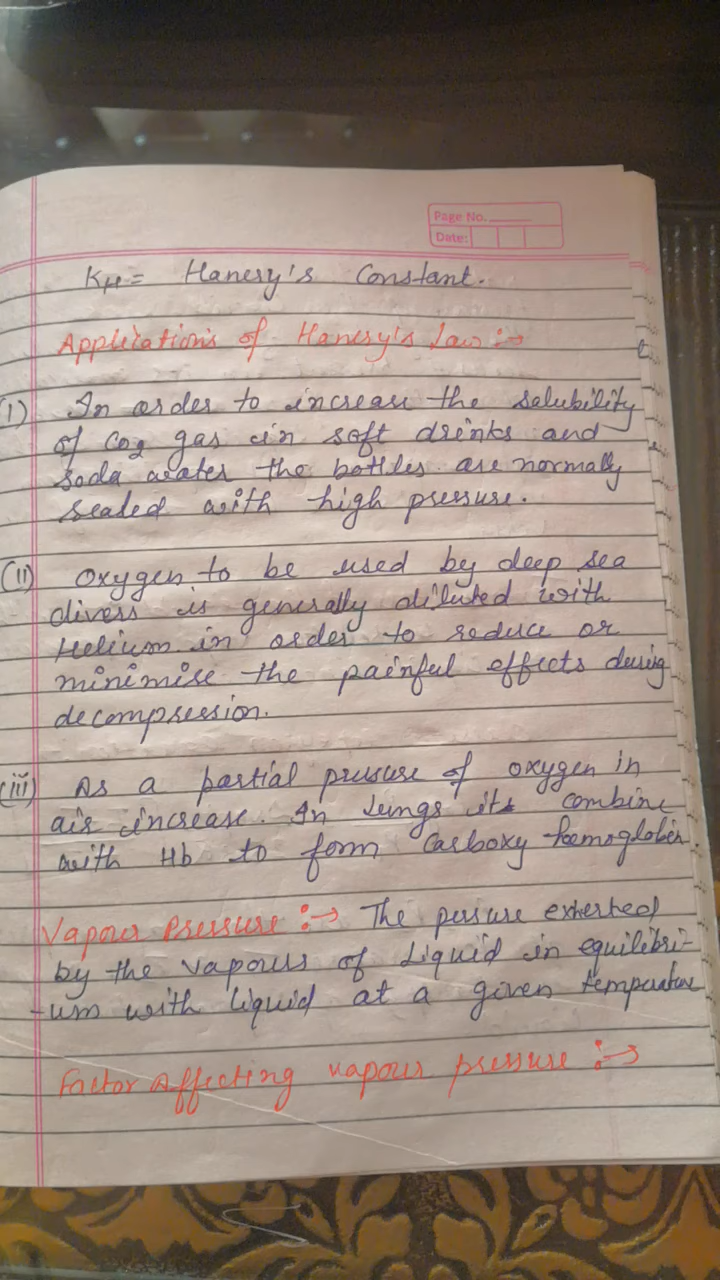 Page No.
Date:
KH = Hanery's Constant.
Applications of Hanery's Law :→
(I) In order to increase the solubility
of CO2 gas in soft drinks and
soda water the bottles are normally
sealed with high pressure.
(II) Oxygen to be used by deep sea
divers is generally diluted with
Helium in order to reduce or
minimise the painful effects during
decompression.
(iii) As a partial pressure of oxygen in
air increase. In lungs its combine
with Hb to form Carboxy hemoglobin.
Vapour Pressure :→ The perssure exherted
by the vapours of Liquid in equilibri-
-um with liquid at a given temperature
Factor Affecting vapour pressure :→